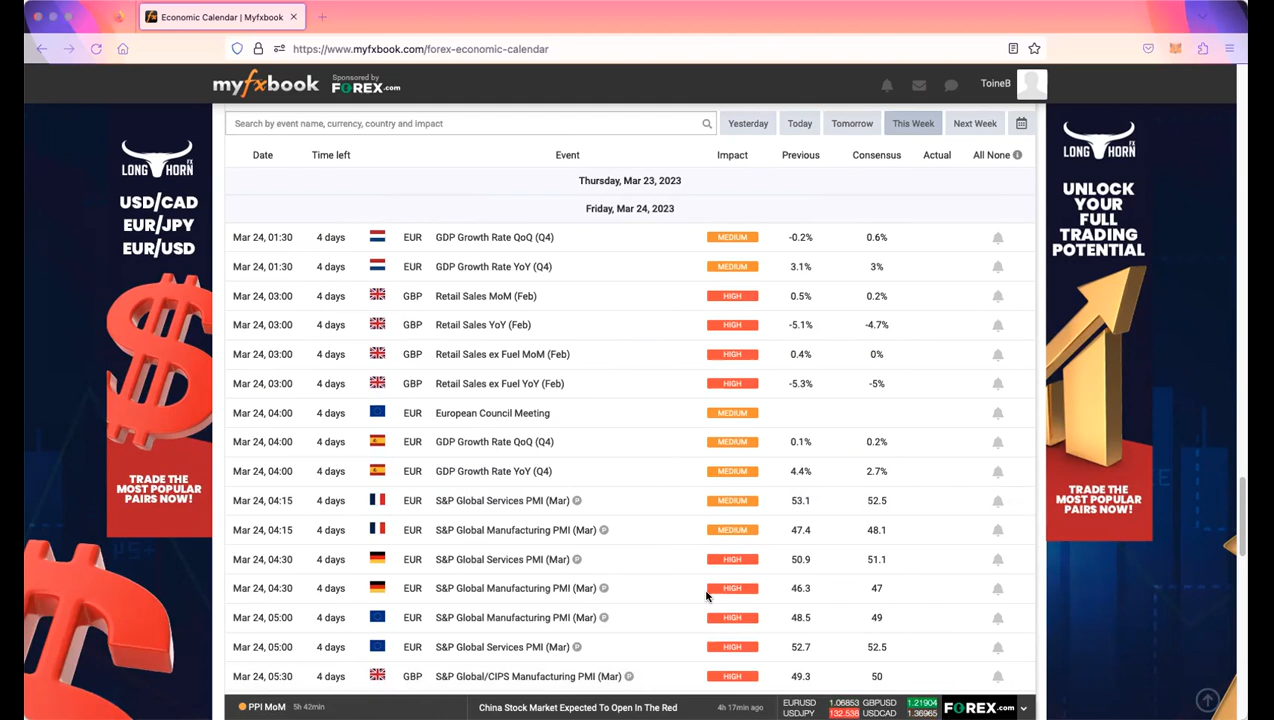 Economic Calendar | Myfxbook
https://www.myfxbook.com/forex-economic-calendar
myfxbook Sponsored by FOREX.com ToineB
Search by event name, currency, country and impact Yesterday Today Tomorrow This Week Next Week
Date Time left Event Impact Previous Consensus Actual All None
Thursday, Mar 23, 2023
Friday, Mar 24, 2023
Mar 24, 01:30 4 days EUR GDP Growth Rate QoQ (Q4) MEDIUM -0.2% 0.6%
Mar 24, 01:30 4 days EUR GDP Growth Rate YoY (Q4) MEDIUM 3.1% 3%
Mar 24, 03:00 4 days GBP Retail Sales MoM (Feb) HIGH 0.5% 0.2%
Mar 24, 03:00 4 days GBP Retail Sales YoY (Feb) HIGH -5.1% -4.7%
Mar 24, 03:00 4 days GBP Retail Sales ex Fuel MoM (Feb) HIGH 0.4% 0%
Mar 24, 03:00 4 days GBP Retail Sales ex Fuel YoY (Feb) HIGH -5.3% -5%
Mar 24, 04:00 4 days EUR European Council Meeting MEDIUM
Mar 24, 04:00 4 days EUR GDP Growth Rate QoQ (Q4) MEDIUM 0.1% 0.2%
Mar 24, 04:00 4 days EUR GDP Growth Rate YoY (Q4) MEDIUM 4.4% 2.7%
Mar 24, 04:15 4 days EUR S&P Global Services PMI (Mar) P MEDIUM 53.1 52.5
Mar 24, 04:15 4 days EUR S&P Global Manufacturing PMI (Mar) P MEDIUM 47.4 48.1
Mar 24, 04:30 4 days EUR S&P Global Services PMI (Mar) P HIGH 50.9 51.1
Mar 24, 04:30 4 days EUR S&P Global Manufacturing PMI (Mar) P HIGH 46.3 47
Mar 24, 05:00 4 days EUR S&P Global Manufacturing PMI (Mar) P HIGH 48.5 49
Mar 24, 05:00 4 days EUR S&P Global Services PMI (Mar) P HIGH 52.7 52.5
Mar 24, 05:30 4 days GBP S&P Global/CIPS Manufacturing PMI (Mar) P HIGH 49.3 50
PPI MoM 5h 42min China Stock Market Expected To Open In The Red 4h 17min ago EURUSD 1.06853 GBPUSD 1.21904 FOREX.com
USDJPY 132.538 USDCAD 1.36965
LONG HORN FX
USD/CAD
EUR/JPY
EUR/USD
TRADE THE
MOST POPULAR
PAIRS NOW!
LONG HORN FX
UNLOCK
YOUR
FULL
TRADING
POTENTIAL
TRADE THE
MOST POPULAR
PAIRS NOW!